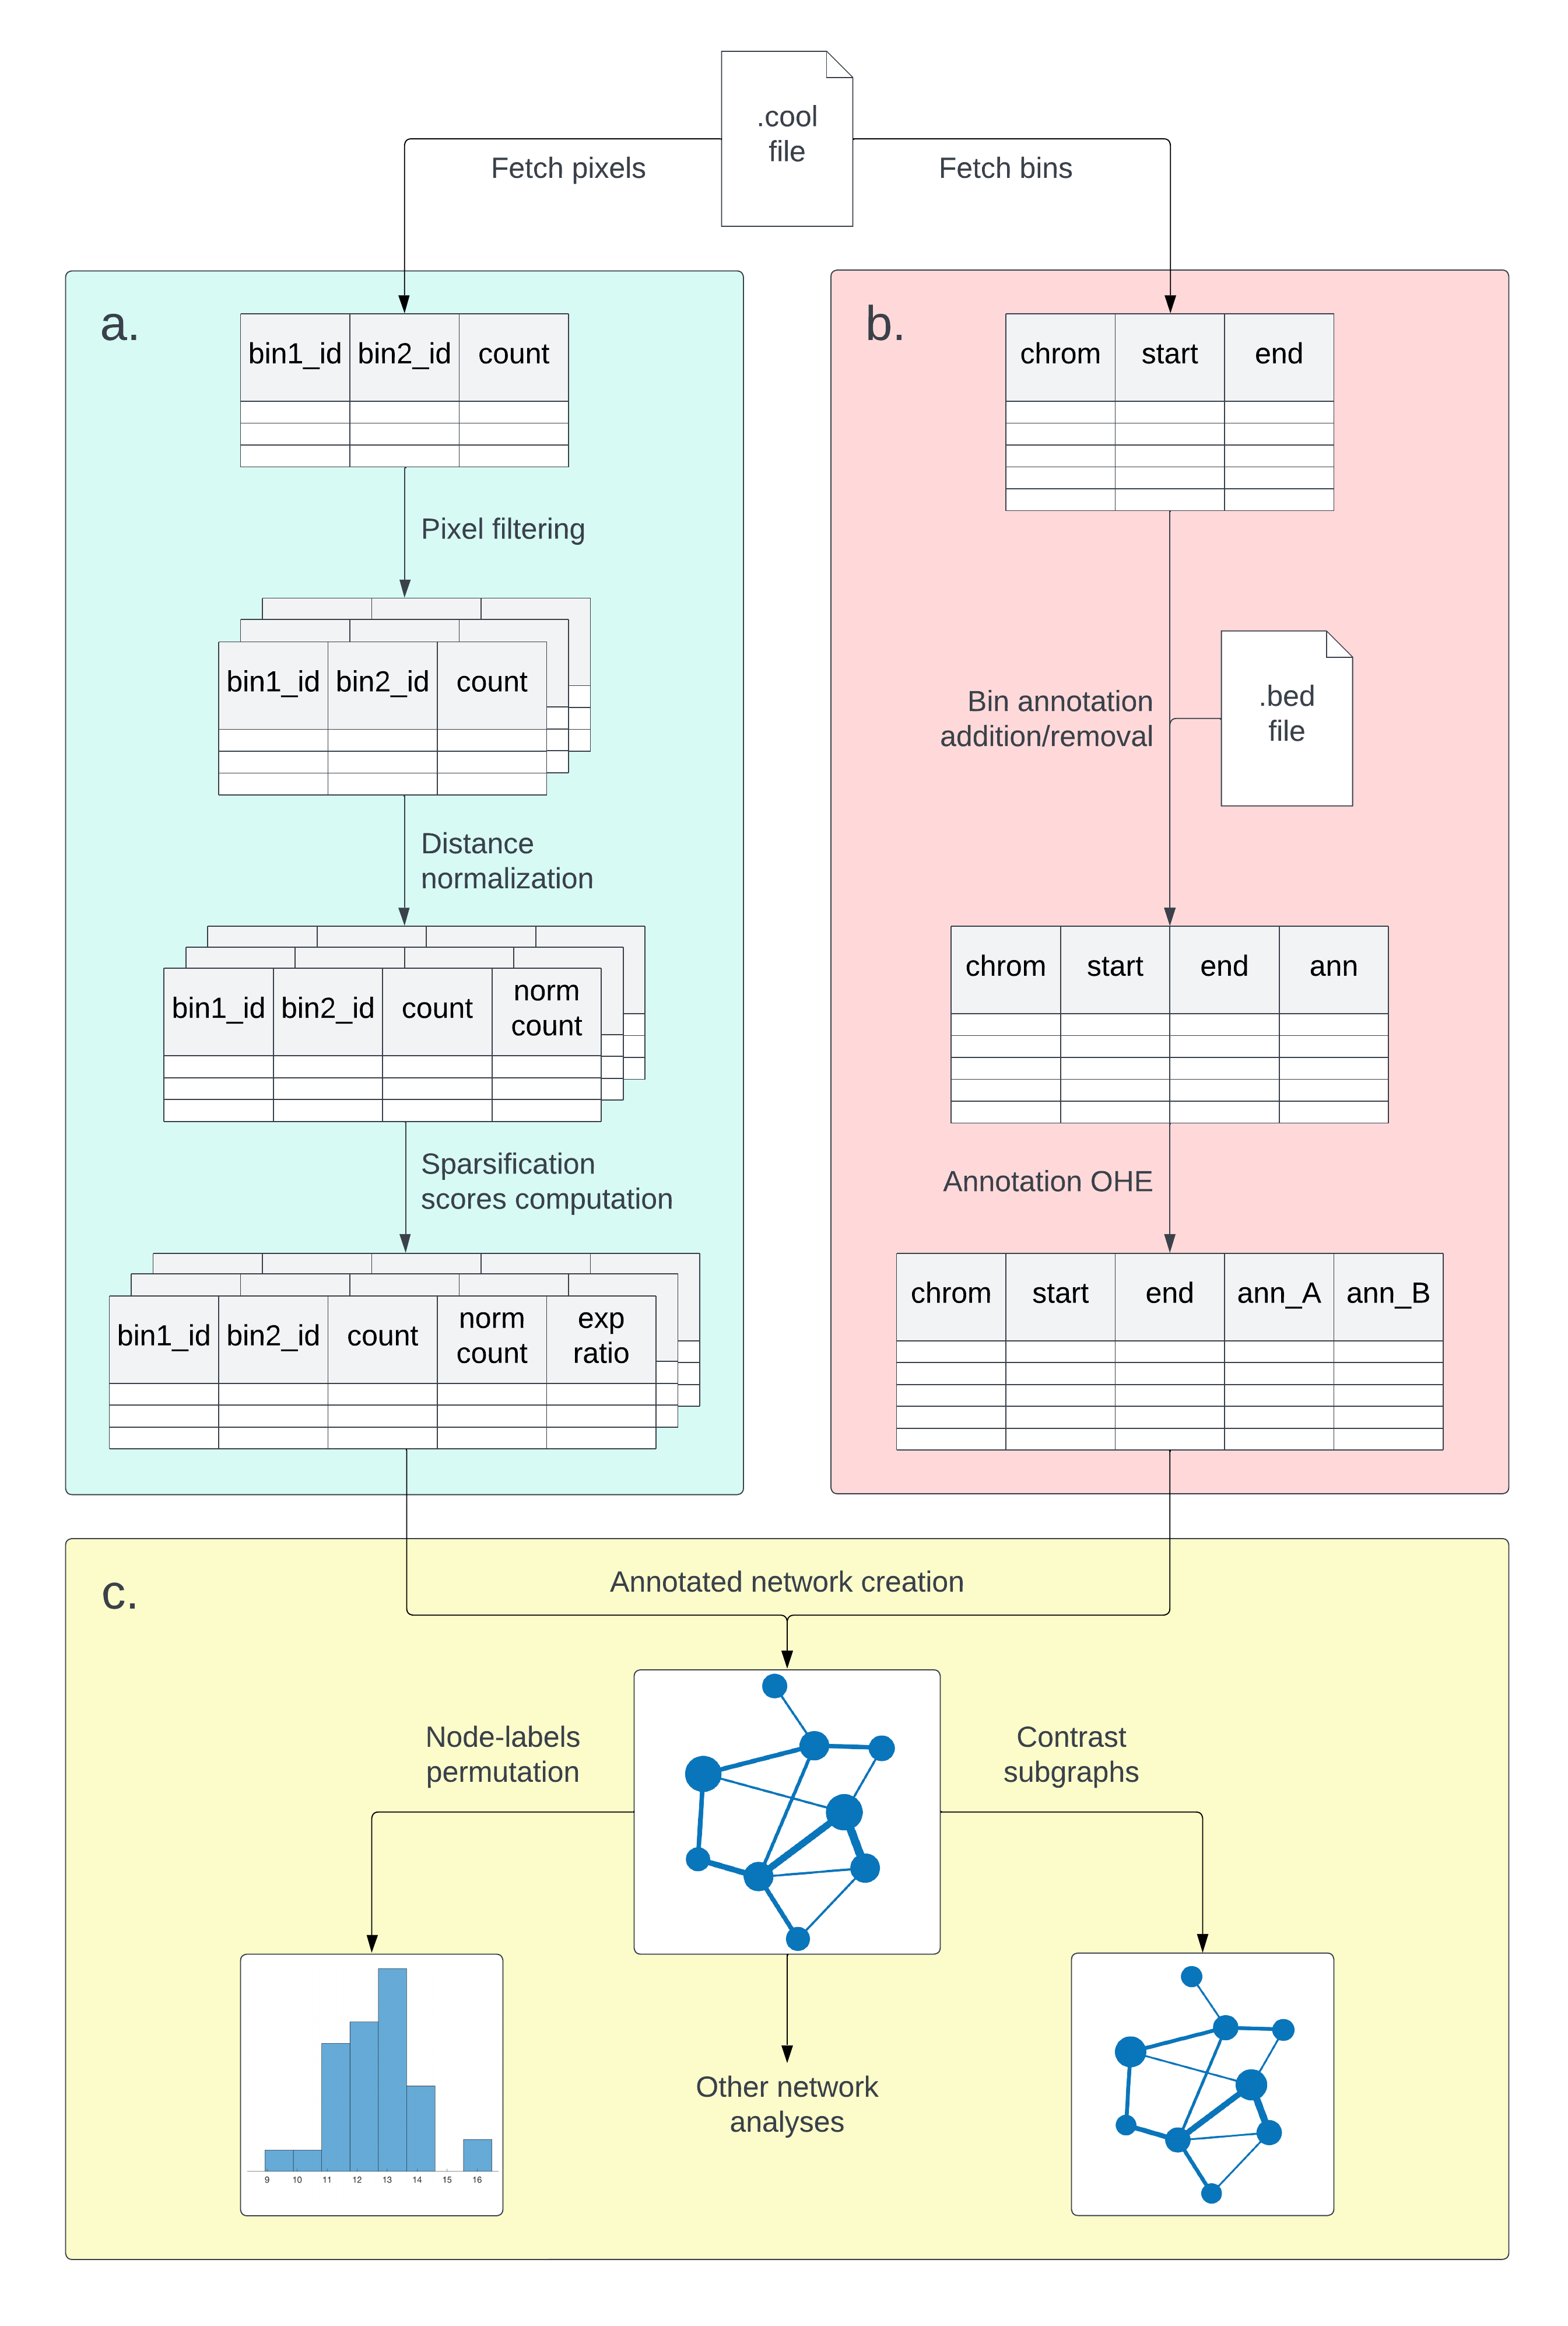 .cool
file
Fetch pixels
Fetch bins
a.
bin1_id bin2_id count
Pixel filtering
bin1_id bin2_id count
Distance
normalization
bin1_id bin2_id count norm
count
Sparsification
scores computation
bin1_id bin2_id count norm
count exp
ratio
b.
chrom start end
Bin annotation
addition/removal
.bed
file
chrom start end ann
Annotation OHE
chrom start end ann_A ann_B
c.
Annotated network creation
Node-labels
permutation
Contrast
subgraphs
9 10 11 12 13 14 15 16
Other network
analyses